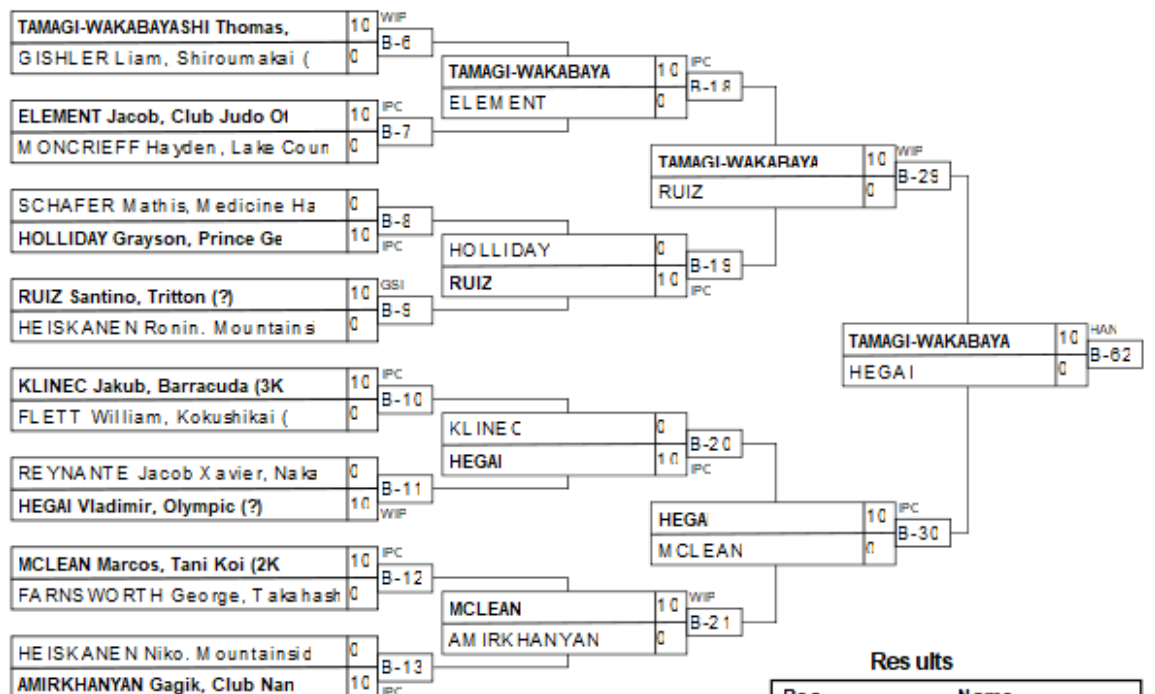 TAMAGI-WAKABAYASHI Thomas, 10 WIP
GISHLER Liam, Shiroumakai ( 0
B-6
ELEMENT Jacob, Club Judo Ot 10 IPC
MONCRIEFF Hayden, Lake Coun 0
B-7
SCHAFER Mathis, Medicine Ha 0
HOLLIDAY Grayson, Prince Ge 10 IPC
B-8
RUIZ Santino, Tritton (?) 10 GSI
HEISKANEN Ronin. Mountainsi 0
B-9
KLINEC Jakub, Barracuda (3K 10 IPC
FLETT William, Kokushikai ( 0
B-10
REYNANTE Jacob Xavier, Naka 0
HEGAI Vladimir, Olympic (?) 10 WIP
B-11
MCLEAN Marcos, Tani Koi (2K 10 IPC
FARNSWORTH George, Takahash 0
B-12
HEISKANEN Niko. Mountainsid 0
AMIRKHANYAN Gagik, Club Nan 10 IPC
B-13
TAMAGI-WAKABAYA 10 IPC
ELEMENT 0
B-18
HOLLIDAY 0
RUIZ 10 IPC
B-19
KLINEC 0
HEGAI 10 IPC
B-20
MCLEAN 10 WIP
AMIRKHANYAN 0
B-21
TAMAGI-WAKABAYA 10 WIP
RUIZ 0
B-29
HEGA 10 IPC
MCLEAN 0
B-30
TAMAGI-WAKABAYA 10 HAN
HEGAI 0
B-62
Results
Name